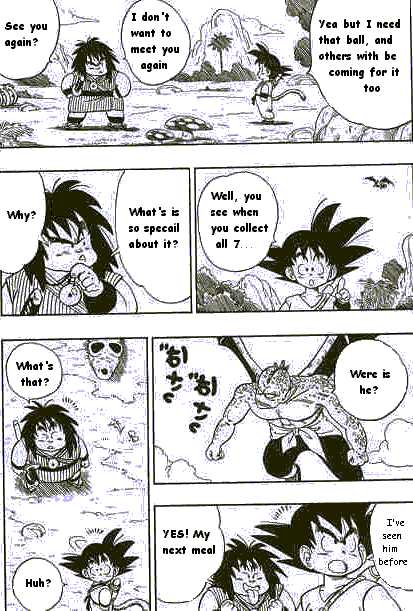 See you
again?
I don't
want to
meet you
again
Yea but I need
that ball, and
others with be
coming for it
too
Why?
What's is
so specail
about it?
Well, you
see when
you collect
all 7...
What's
that?
Huh?
Were is
he?
YES! My
next meal
I've
seen
him
before